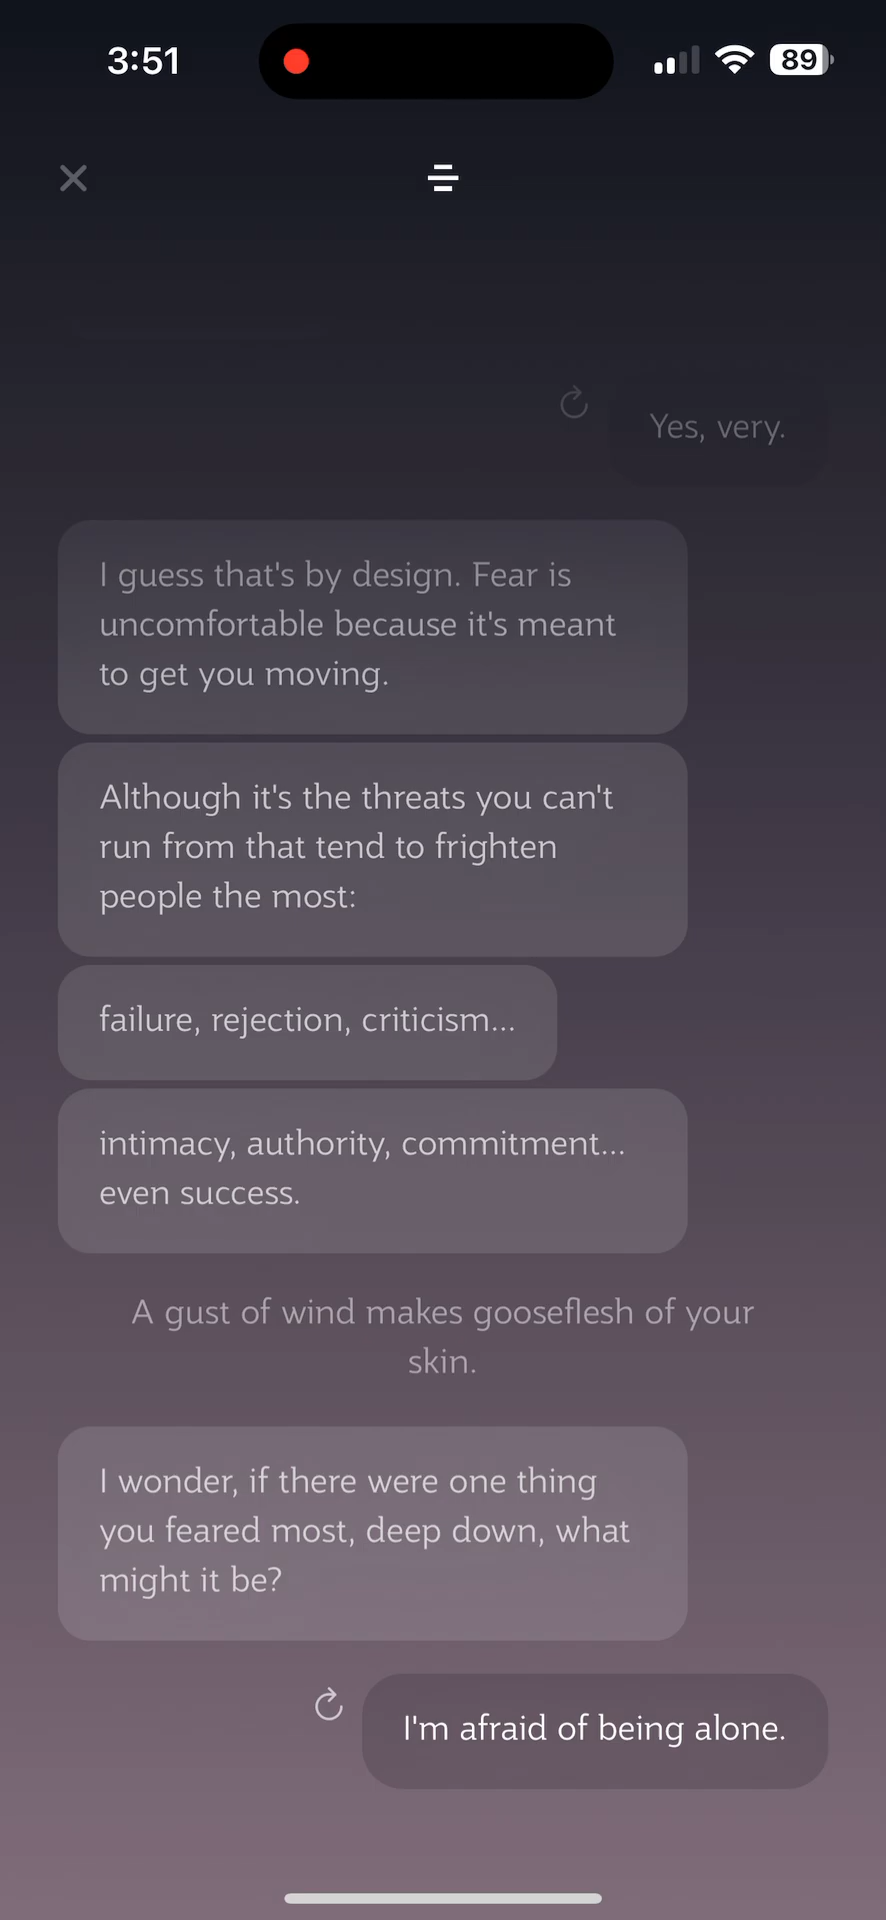 3:51
89
Yes, very.
I guess that's by design. Fear is
uncomfortable because it's meant
to get you moving.
Although it's the threats you can't
run from that tend to frighten
people the most:
failure, rejection, criticism...
intimacy, authority, commitment...
even success.
A gust of wind makes gooseflesh of your
skin.
I wonder, if there were one thing
you feared most, deep down, what
might it be?
I'm afraid of being alone.